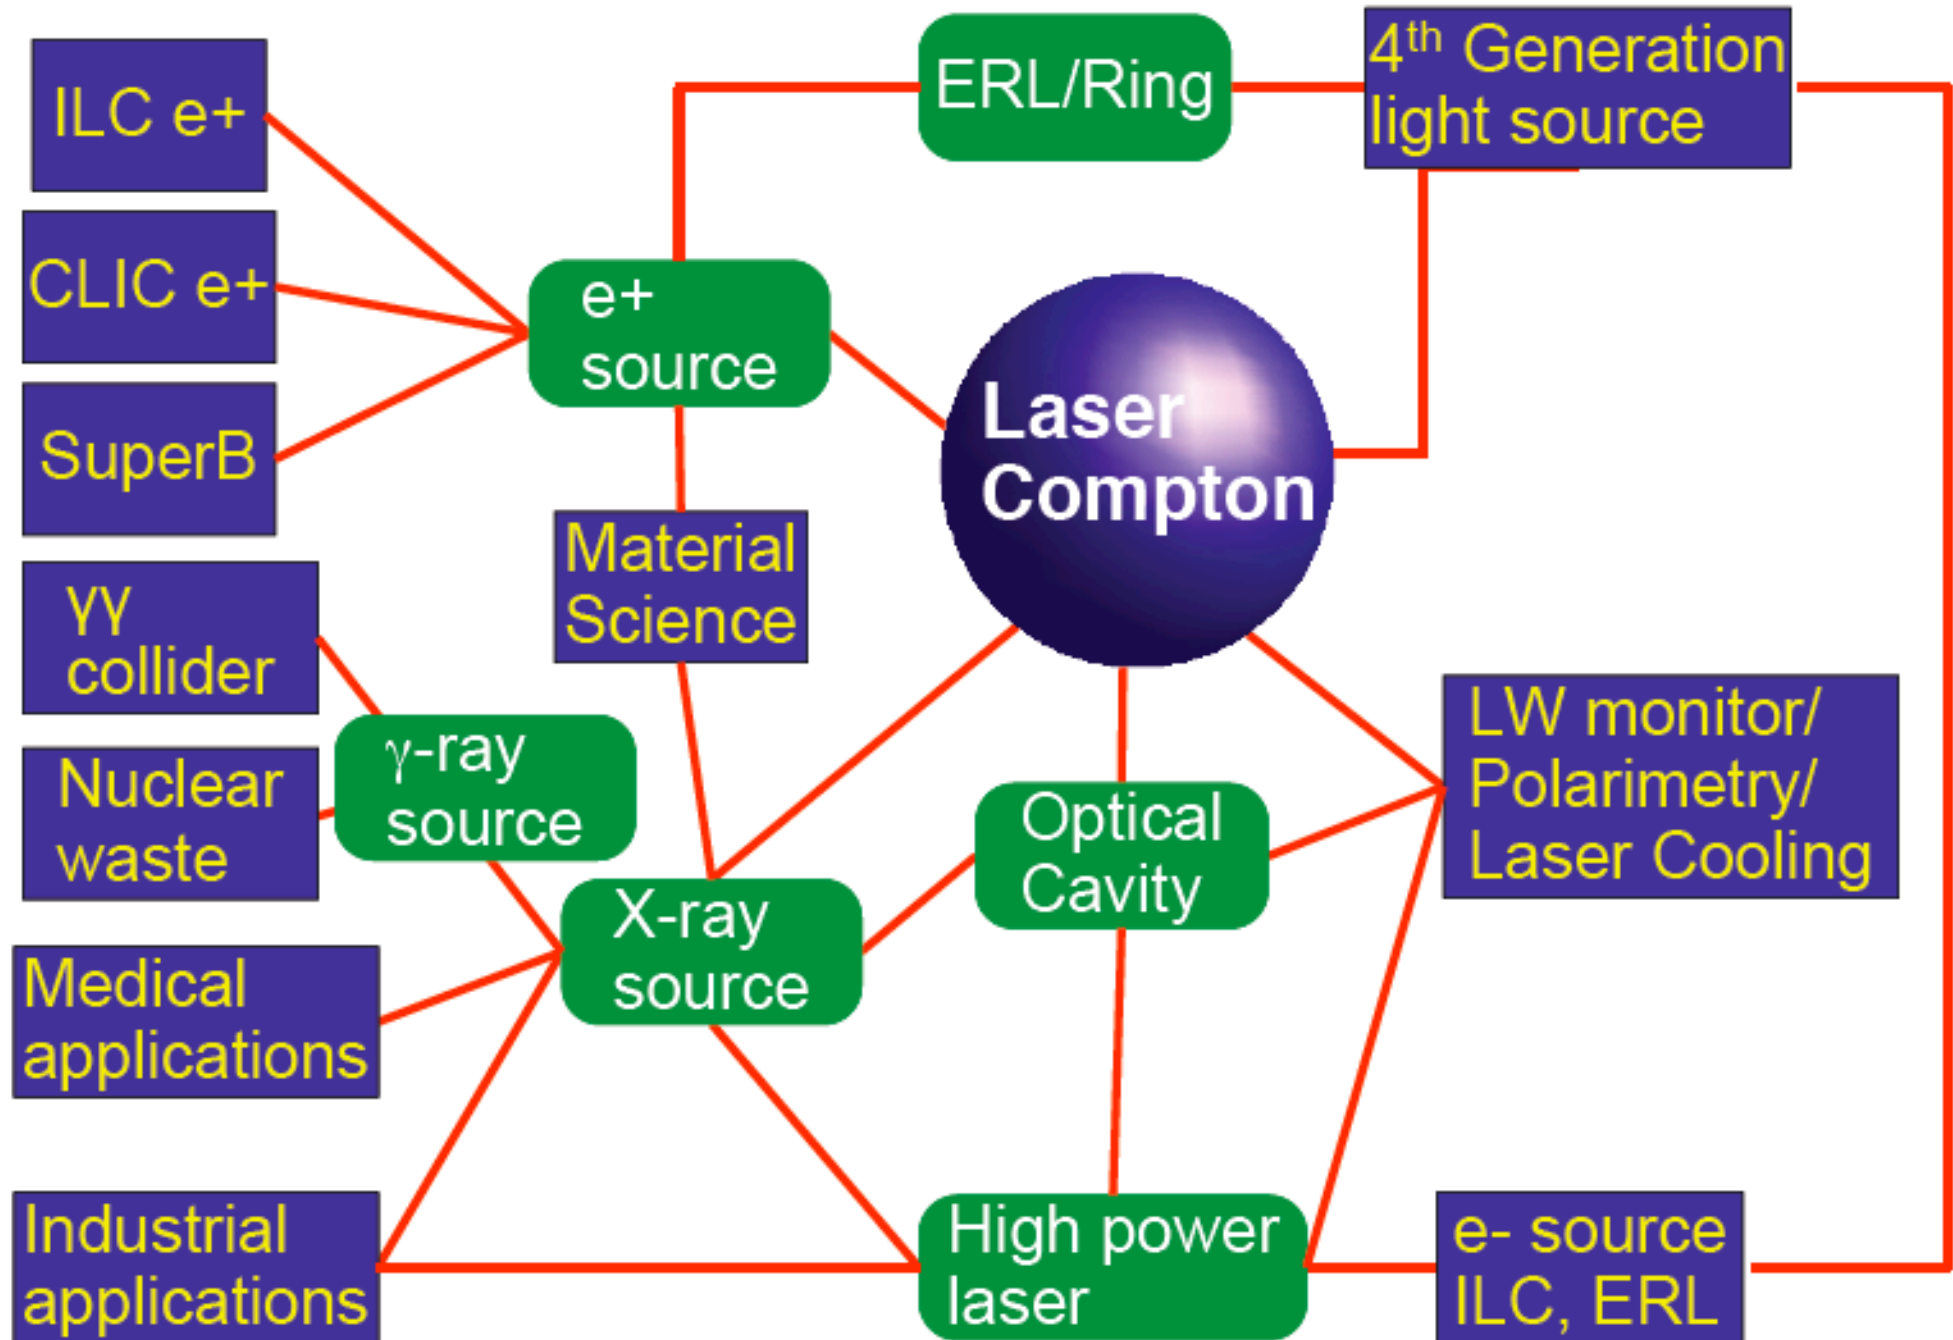 ERL/Ring
4th Generation
light source
ILC e+
CLIC e+
SuperB
e+
source
Laser
Compton
Material
Science
γγ
collider
Nuclear
waste
γ-ray
source
X-ray
source
Optical
Cavity
LW monitor/
Polarimetry/
Laser Cooling
Medical
applications
Industrial
applications
High power
laser
e- source
ILC, ERL